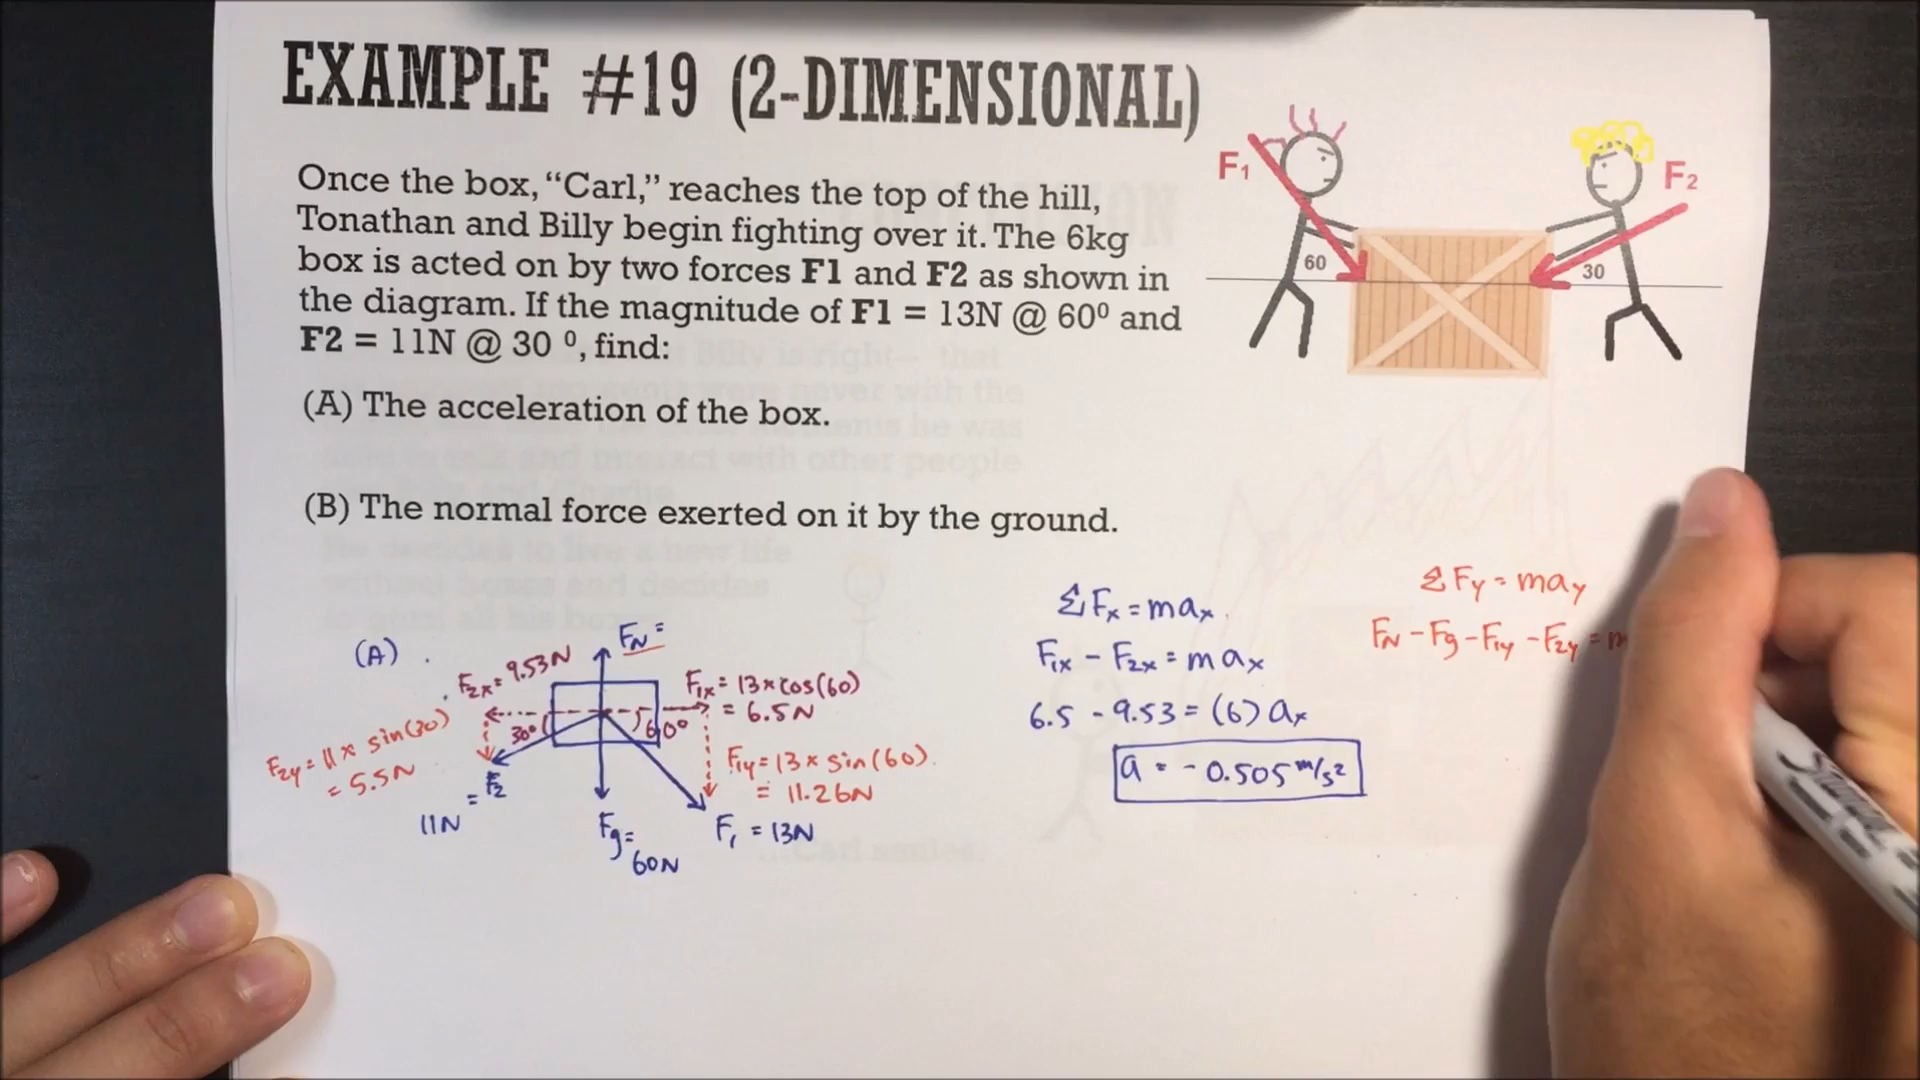 EXAMPLE #19 (2-DIMENSIONAL)
Once the box, “Carl,” reaches the top of the hill,
Tonathan and Billy begin fighting over it. The 6kg
box is acted on by two forces F1 and F2 as shown in
the diagram. If the magnitude of F1 = 13N @ 60⁰ and
F2 = 11N @ 30 ⁰, find:
(A) The acceleration of the box.
(B) The normal force exerted on it by the ground.
F1
F2
60
30
(A) .
FN =
F2x = 9.53N
F1x = 13×cos(60)
= 6.5N
30°
60°
F2y = 11 × sin(30)
= 5.5N
F1y = 13 × sin(60)
= 11.26N
F2
= 11N
Fg =
60N
F1 = 13N
ΣFx = max
F1x - F2x = max
6.5 - 9.53 = (6) ax
a = -0.505 m/s²
ΣFy = may
FN - Fg - F1y - F2y = m